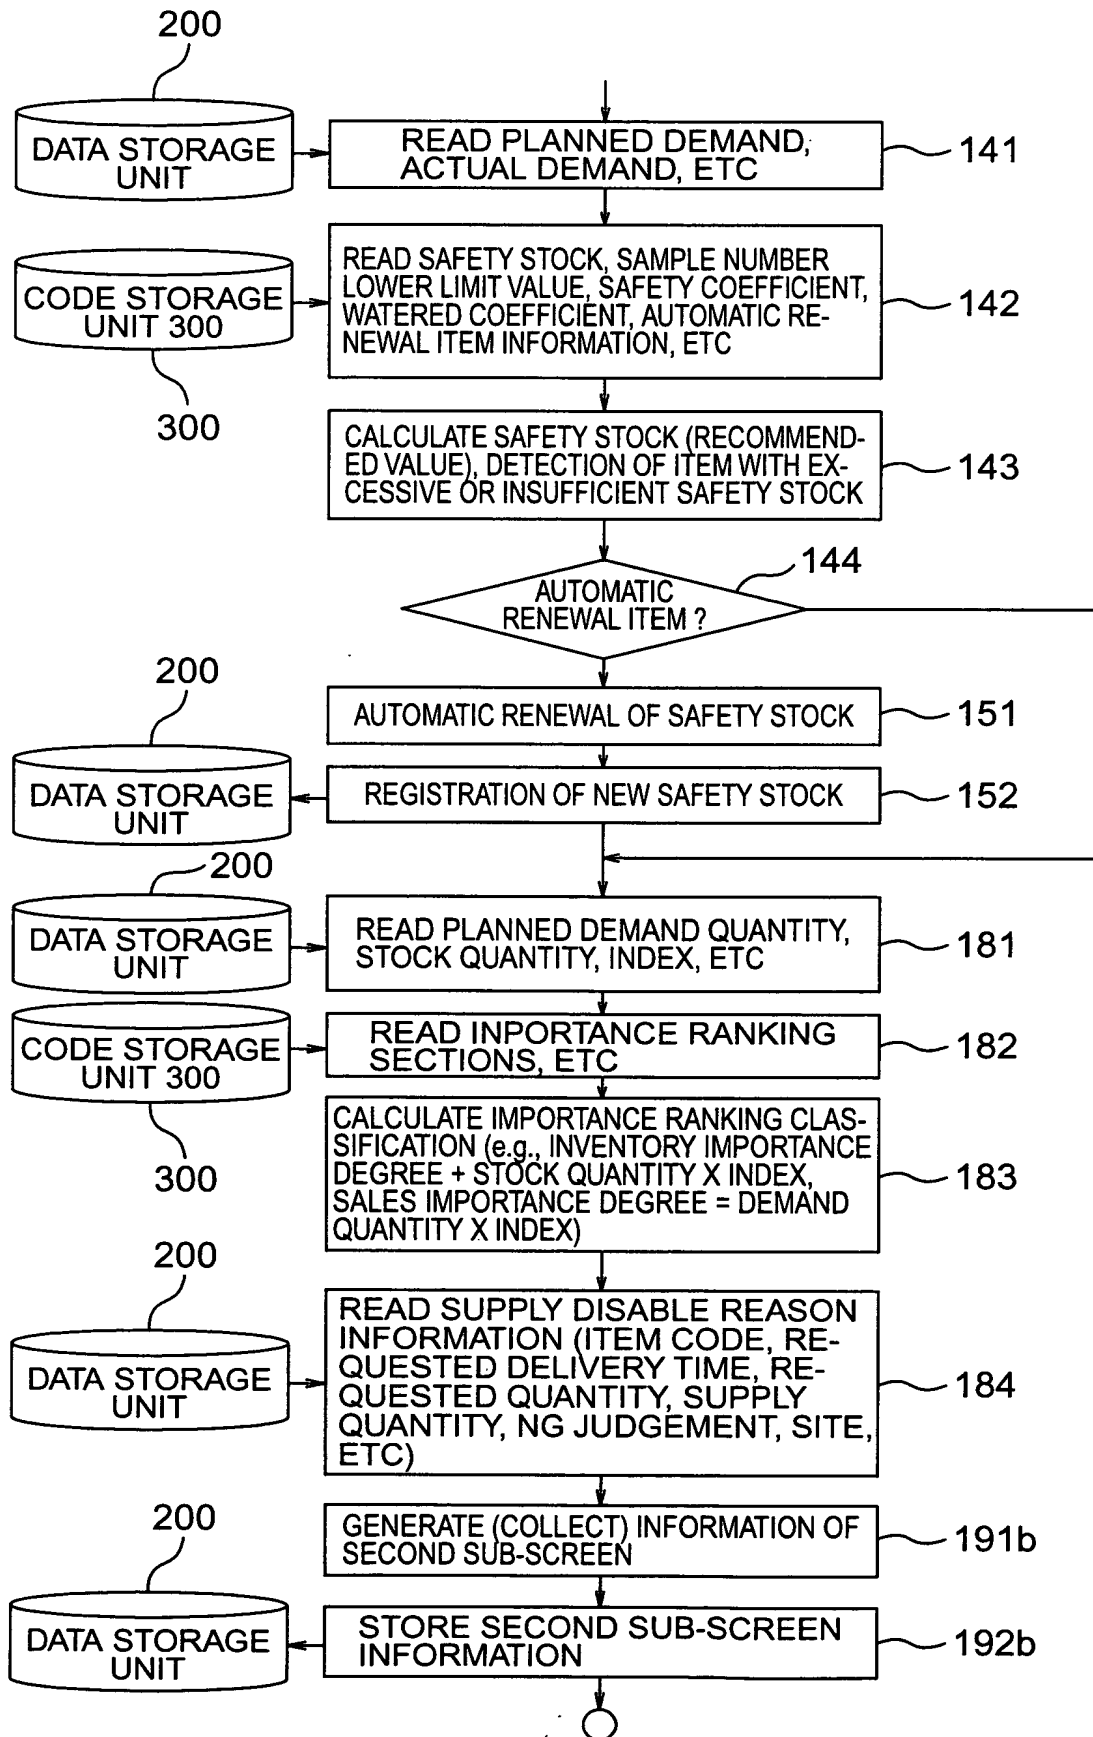 200
DATA STORAGE
UNIT
READ PLANNED DEMAND,
ACTUAL DEMAND, ETC
141
CODE STORAGE
UNIT 300
300
READ SAFETY STOCK, SAMPLE NUMBER
LOWER LIMIT VALUE, SAFETY COEFFICIENT,
WATERED COEFFICIENT, AUTOMATIC RE-
NEWAL ITEM INFORMATION, ETC
142
CALCULATE SAFETY STOCK (RECOMMEND-
ED VALUE), DETECTION OF ITEM WITH EX-
CESSIVE OR INSUFFICIENT SAFETY STOCK
143
AUTOMATIC
RENEWAL ITEM ?
144
AUTOMATIC RENEWAL OF SAFETY STOCK
151
200
DATA STORAGE
UNIT
REGISTRATION OF NEW SAFETY STOCK
152
200
DATA STORAGE
UNIT
READ PLANNED DEMAND QUANTITY,
STOCK QUANTITY, INDEX, ETC
181
CODE STORAGE
UNIT 300
300
READ INPORTANCE RANKING
SECTIONS, ETC
182
CALCULATE IMPORTANCE RANKING CLAS-
SIFICATION (e.g., INVENTORY IMPORTANCE
DEGREE + STOCK QUANTITY X INDEX,
SALES IMPORTANCE DEGREE = DEMAND
QUANTITY X INDEX)
183
200
DATA STORAGE
UNIT
READ SUPPLY DISABLE REASON
INFORMATION (ITEM CODE, RE-
QUESTED DELIVERY TIME, RE-
QUESTED QUANTITY, SUPPLY
QUANTITY, NG JUDGEMENT, SITE,
ETC)
184
GENERATE (COLLECT) INFORMATION OF
SECOND SUB-SCREEN
191b
200
DATA STORAGE
UNIT
STORE SECOND SUB-SCREEN
INFORMATION
192b